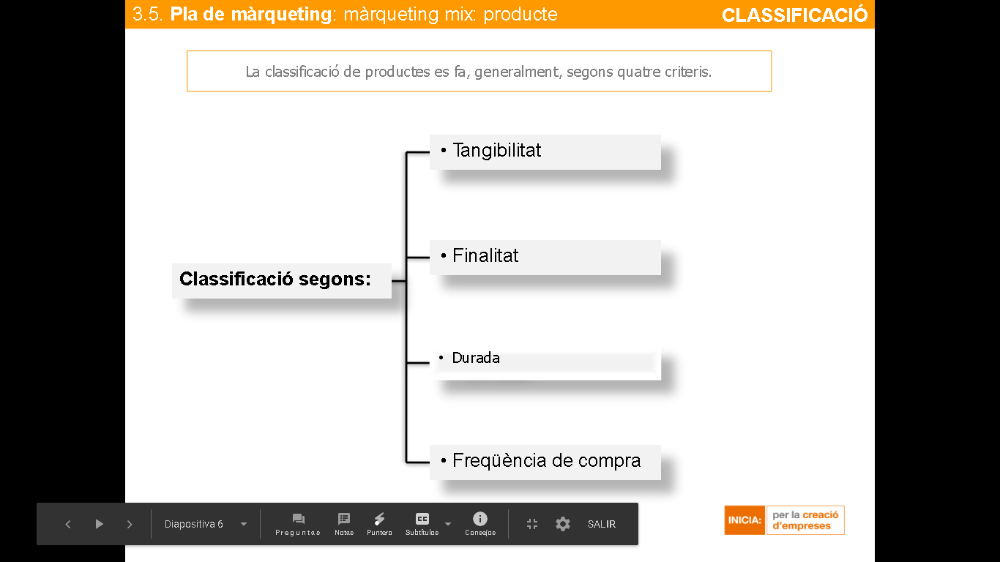 3.5. Pla de màrqueting: màrqueting mix: producte
CLASSIFICACIÓ
La classificació de productes es fa, generalment, segons quatre criteris.
• Tangibilitat
• Finalitat
Classificació segons:
• Durada
• Freqüència de compra
Diapositiva 6
Preguntas
Notas
Puntero
CC
Subtítulos
Consejos
SALIR
INICIA:
per la creació
d'empreses